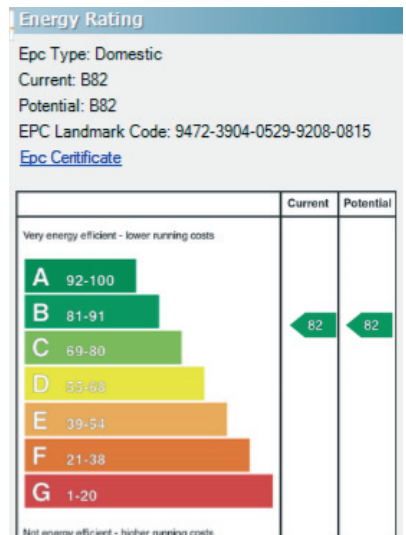 Energy Rating
Epc Type: Domestic
Current: B82
Potential: B82
EPC Landmark Code: 9472-3904-0529-9208-0815
Epc Ceritificate
Current Potential
Very energy efficient - lower running costs
A 92-100
B 81-91
82 82
C 69-80
D 55-68
E 39-54
F 21-38
G 1-20
Not energy efficient - higher running costs